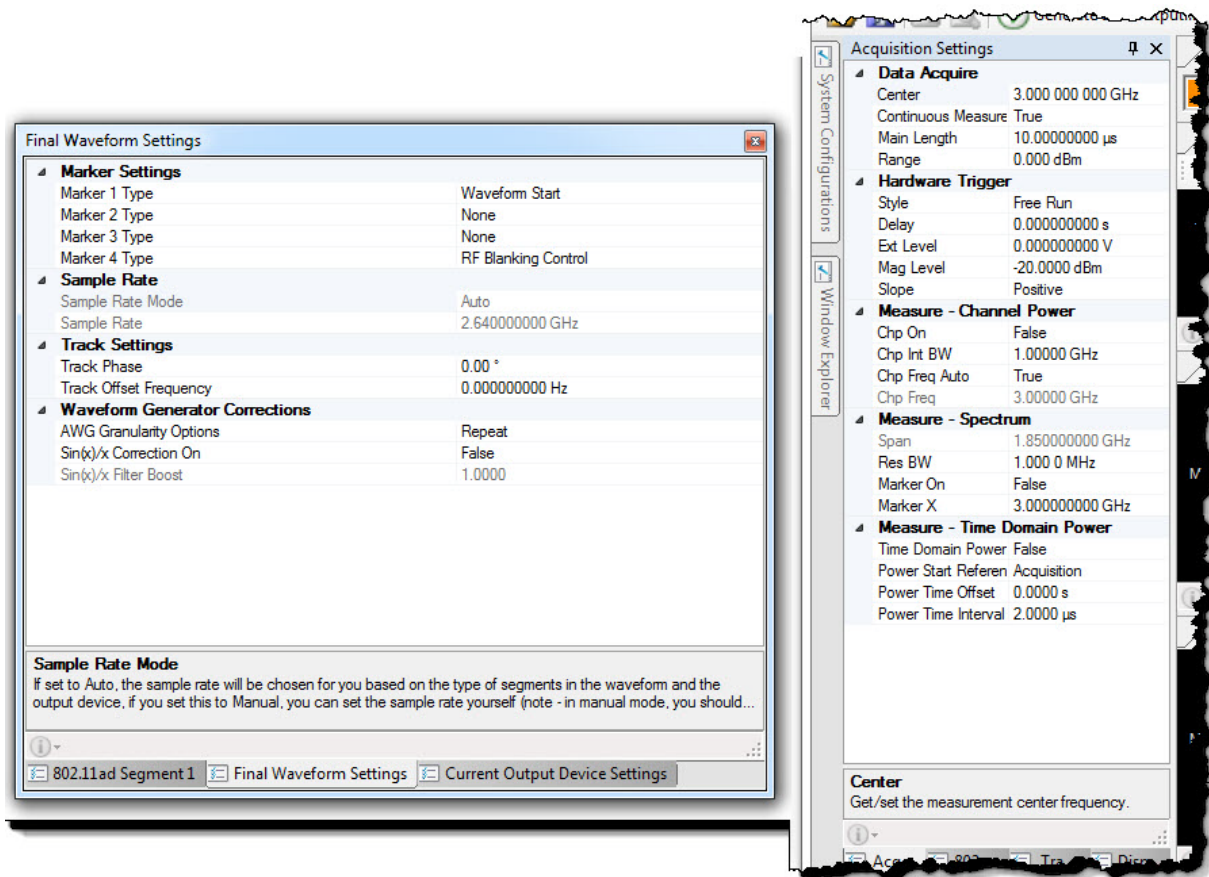 Final Waveform Settings
Marker Settings
Marker 1 Type Waveform Start
Marker 2 Type None
Marker 3 Type None
Marker 4 Type RF Blanking Control
Sample Rate
Sample Rate Mode Auto
Sample Rate 2.640000000 GHz
Track Settings
Track Phase 0.00 °
Track Offset Frequency 0.000000000 Hz
Waveform Generator Corrections
AWG Granularity Options Repeat
Sin(x)/x Correction On False
Sin(x)/x Filter Boost 1.0000
Sample Rate Mode
If set to Auto, the sample rate will be chosen for you based on the type of segments in the waveform and the
output device, if you set this to Manual, you can set the sample rate yourself (note - in manual mode, you should...
802.11ad Segment 1 Final Waveform Settings Current Output Device Settings
System Configurations
Window Explorer
Acquisition Settings
Data Acquire
Center 3.000 000 000 GHz
Continuous Measure True
Main Length 10.00000000 µs
Range 0.000 dBm
Hardware Trigger
Style Free Run
Delay 0.000000000 s
Ext Level 0.000000000 V
Mag Level -20.0000 dBm
Slope Positive
Measure - Channel Power
Chp On False
Chp Int BW 1.00000 GHz
Chp Freq Auto True
Chp Freq 3.00000 GHz
Measure - Spectrum
Span 1.850000000 GHz
Res BW 1.000 0 MHz
Marker On False
Marker X 3.000000000 GHz
Measure - Time Domain Power
Time Domain Power False
Power Start Referen Acquisition
Power Time Offset 0.0000 s
Power Time Interval 2.0000 µs
Center
Get/set the measurement center frequency.